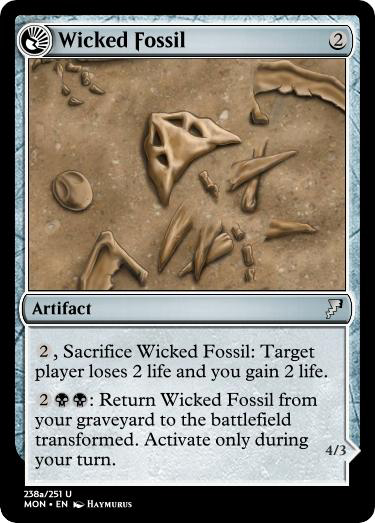 Wicked Fossil 2
Artifact
2, Sacrifice Wicked Fossil: Target
player loses 2 life and you gain 2 life.
2: Return Wicked Fossil from
your graveyard to the battlefield
transformed. Activate only during
your turn.
4/3
238a/251 U
MON • EN Haymurus